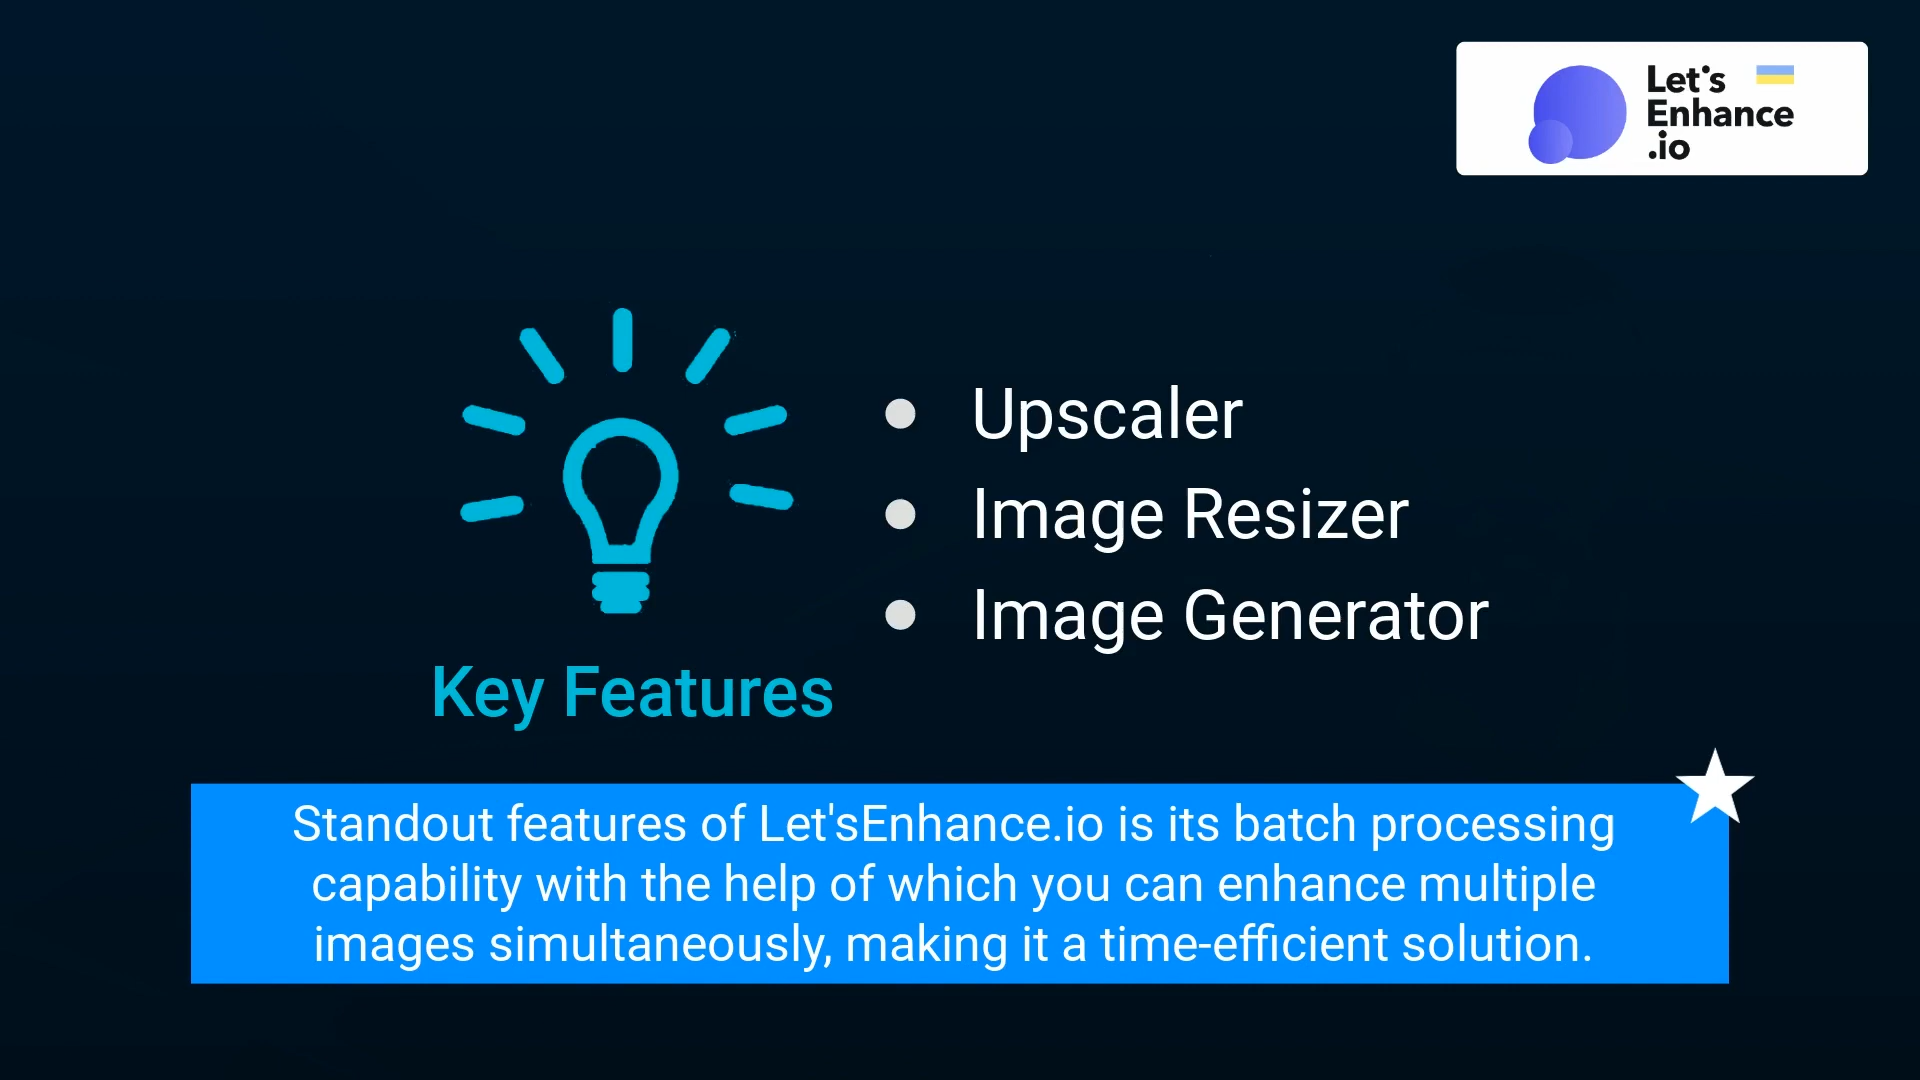 Let's
Enhance
.io
Upscaler
Image Resizer
Image Generator
Key Features
Standout features of Let'sEnhance.io is its batch processing
capability with the help of which you can enhance multiple
images simultaneously, making it a time-efficient solution.